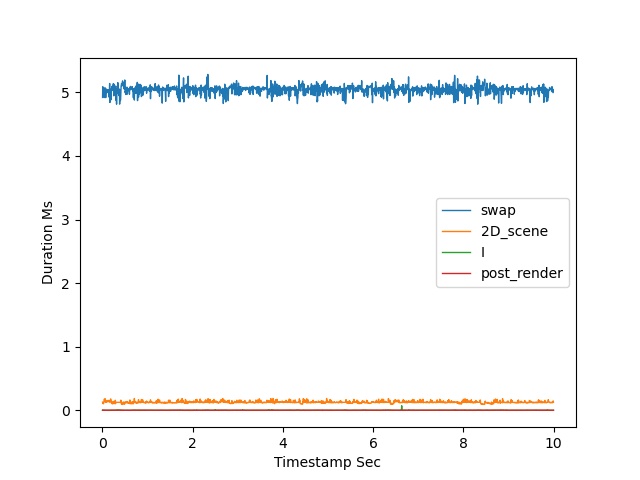 5
4
3
2
1
0
Duration Ms
swap
2D_scene
I
post_render
0 2 4 6 8 10
Timestamp Sec